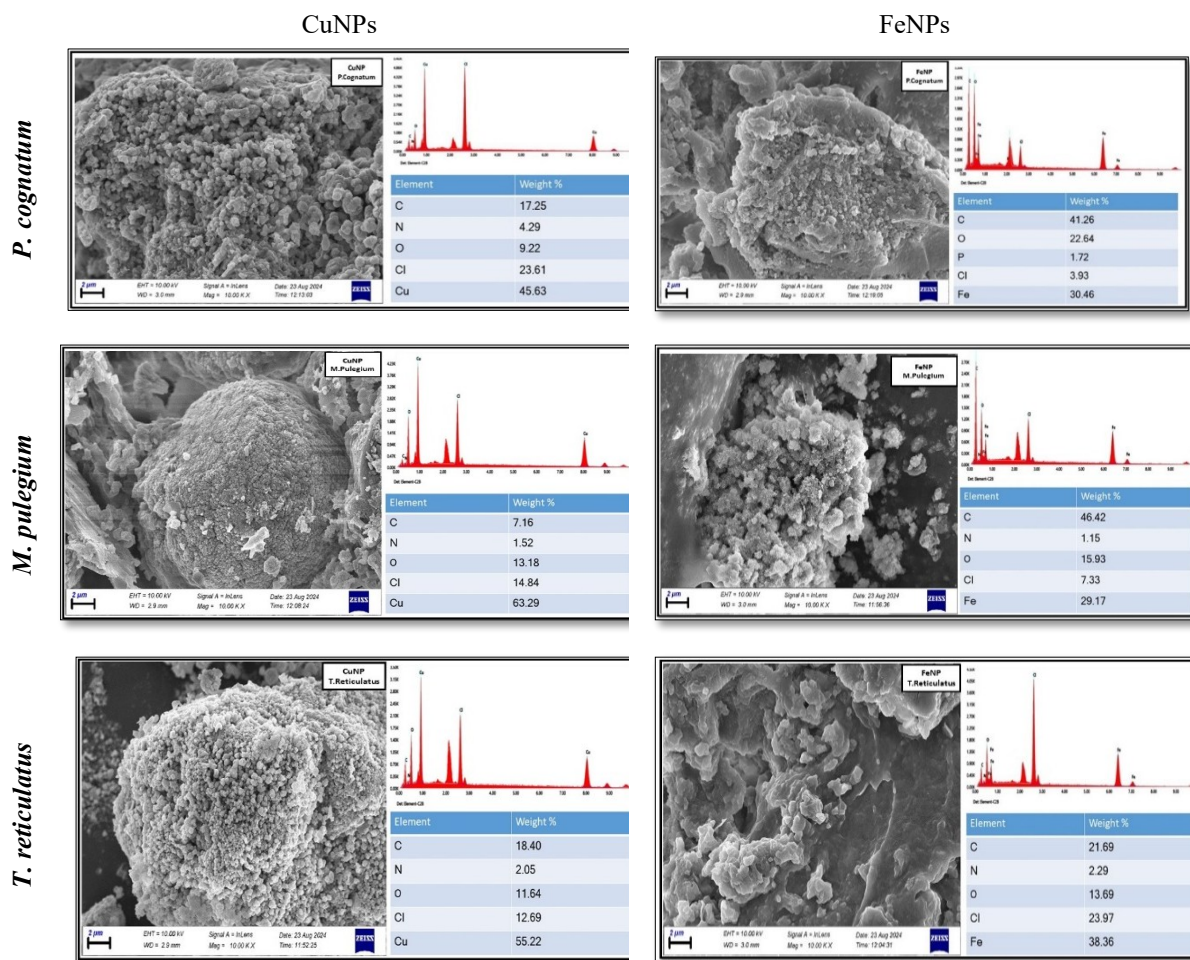 CuNPs
FeNPs
P. cognatum
CuNP
P.Cognatum
2 µm
EHT = 10.00 kV Signal A = InLens Date: 23 Aug 2024
WD = 3.0 mm Mag = 10.00 K X Time: 12:13:03
ZEISS
Element Weight %
C 17.25
N 4.29
O 9.22
Cl 23.61
Cu 45.63
FeNP
P.Cognatum
2 µm
EHT = 10.00 kV Signal A = InLens Date: 23 Aug 2024
WD = 2.9 mm Mag = 10.00 K X
ZEISS
Element Weight %
C 41.26
O 22.64
P 1.72
Cl 3.93
Fe 30.46
M. pulegium
CuNP
M.Pulegium
2 µm
EHT = 10.00 kV Signal A = InLens Date: 23 Aug 2024
WD = 2.9 mm Mag = 10.00 K X Time: 12:08:24
ZEISS
Element Weight %
C 7.16
N 1.52
O 13.18
Cl 14.84
Cu 63.29
FeNP
M.Pulegium
2 µm
EHT = 10.00 kV Signal A = InLens Date: 23 Aug 2024
WD = 3.0 mm Mag = 10.00 K X
ZEISS
Element Weight %
C 46.42
N 1.15
O 15.93
Cl 7.33
Fe 29.17
T. reticulatus
CuNP
T.Reticulatus
2 µm
EHT = 10.00 kV Signal A = InLens Date: 23 Aug 2024
WD = 2.9 mm Mag = 10.00 K X Time: 11:52:25
ZEISS
Element Weight %
C 18.40
N 2.05
O 11.64
Cl 12.69
Cu 55.22
FeNP
T.Reticulatus
2 µm
EHT = 10.00 kV Signal A = InLens Date: 23 Aug 2024
WD = 3.0 mm Mag = 10.00 K X
ZEISS
Element Weight %
C 21.69
N 2.29
O 13.69
Cl 23.97
Fe 38.36